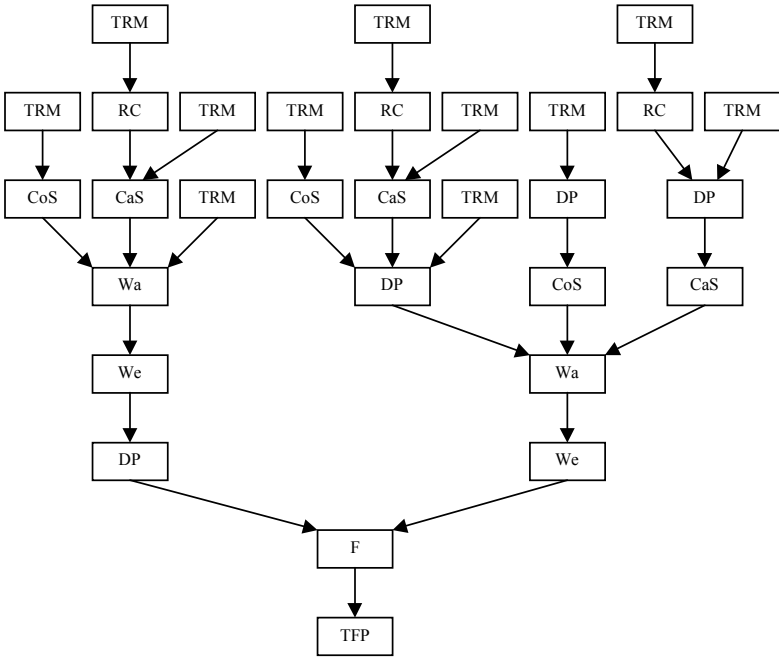 TRM TRM TRM
TRM RC TRM TRM RC TRM TRM RC TRM
CoS CaS TRM CoS CaS TRM DP DP
Wa DP CoS CaS
We Wa
DP We
F
TFP